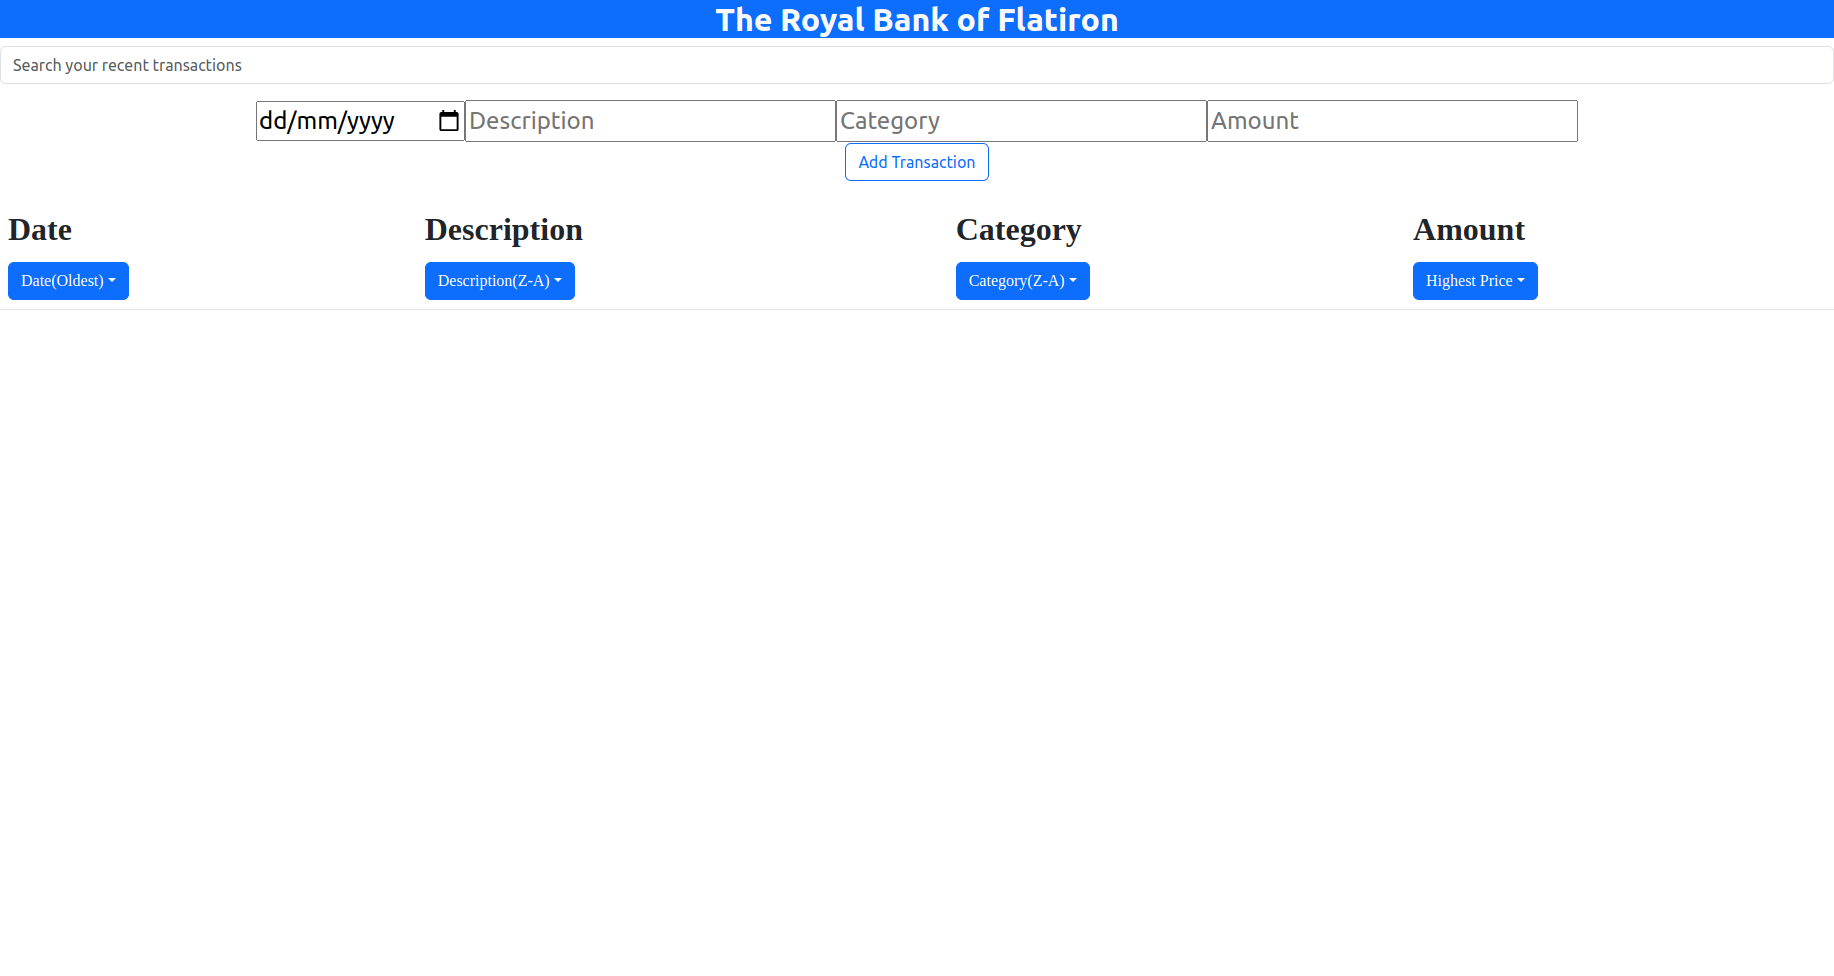 The Royal Bank of Flatiron
Search your recent transactions
dd/mm/yyyy Description Category Amount
Add Transaction
Date Description Category Amount
Date(Oldest) Description(Z-A) Category(Z-A) Highest Price